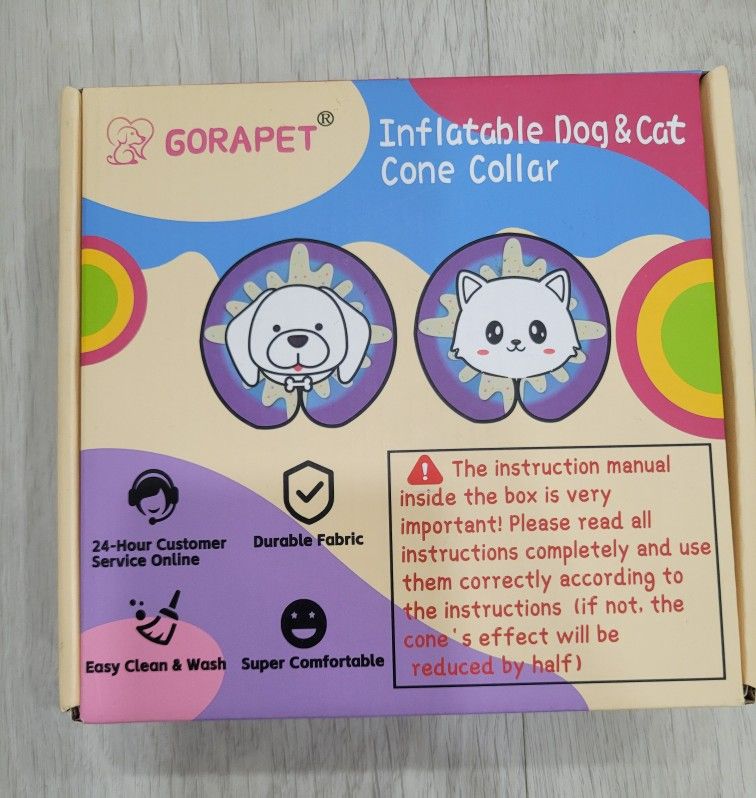 GORAPET®
Inflatable Dog & Cat
Cone Collar
24-Hour Customer
Service Online
Durable Fabric
Easy Clean & Wash
Super Comfortable
! The instruction manual
inside the box is very
important! Please read all
instructions completely and use
them correctly according to
the instructions (if not, the
cone's effect will be
reduced by half)